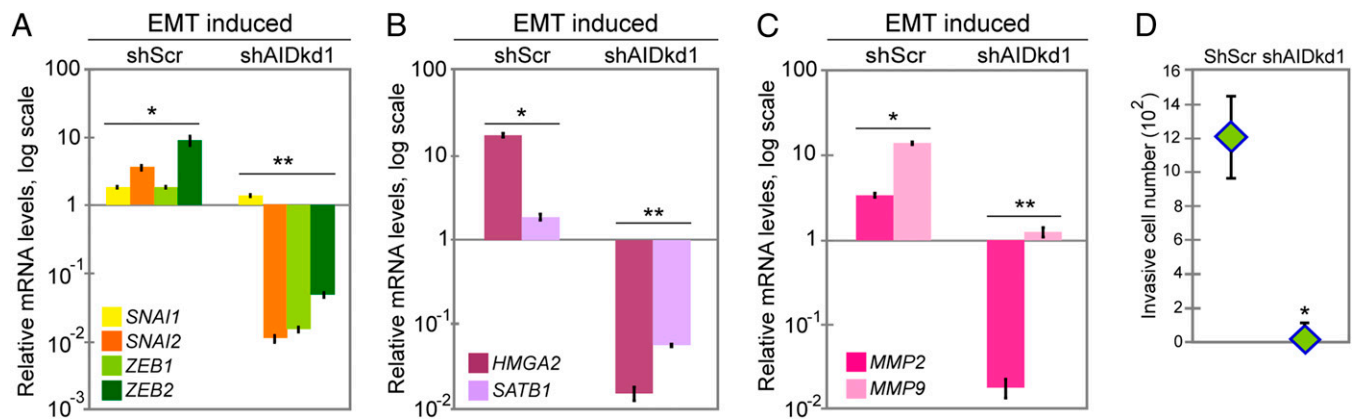 A
EMT induced
shScr shAIDkd1
Relative mRNA levels, log scale
100
10
1
10-1
10-2
10-3
*
**
SNAI1
SNAI2
ZEB1
ZEB2
B
EMT induced
shScr shAIDkd1
Relative mRNA levels, log scale
100
10
1
10-1
10-2
*
**
HMGA2
SATB1
C
EMT induced
shScr shAIDkd1
Relative mRNA levles, log scale
100
10
1
10-1
10-2
*
**
MMP2
MMP9
D
ShScr shAIDkd1
Invasive cell number (102)
16
14
12
10
8
6
4
2
0
*